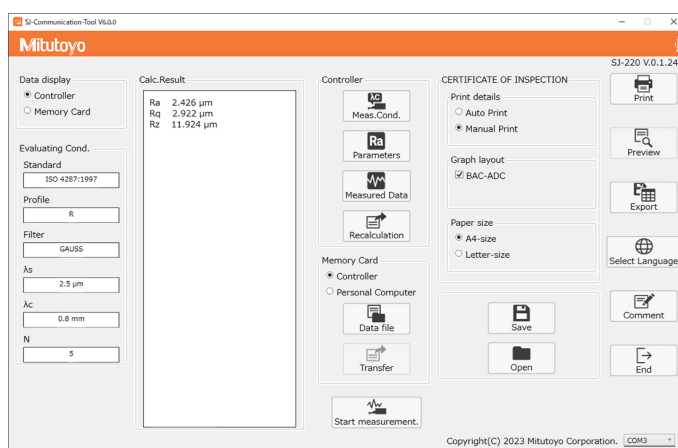 SJ-Communication-Tool V6.0.0
Mitutoyo
SJ-220 V.0.1.24
Data display
Controller
Memory Card
Evaluating Cond.
Standard
ISO 4287:1997
Profile
R
Filter
GAUSS
λs
2.5 μm
λc
0.8 mm
N
5
Calc.Result
Ra 2.426 μm
Rq 2.922 μm
Rz 11.924 μm
Controller
λC
Meas.Cond.
Ra
Parameters
Measured Data
Recalculation
Memory Card
Controller
Personal Computer
Data file
Transfer
Start measurement.
CERTIFICATE OF INSPECTION
Print details
Auto Print
Manual Print
Graph layout
BAC-ADC
Paper size
A4-size
Letter-size
Save
Open
Print
Preview
Export
Select Language
Comment
End
Copyright(C) 2023 Mitutoyo Corporation. COM3